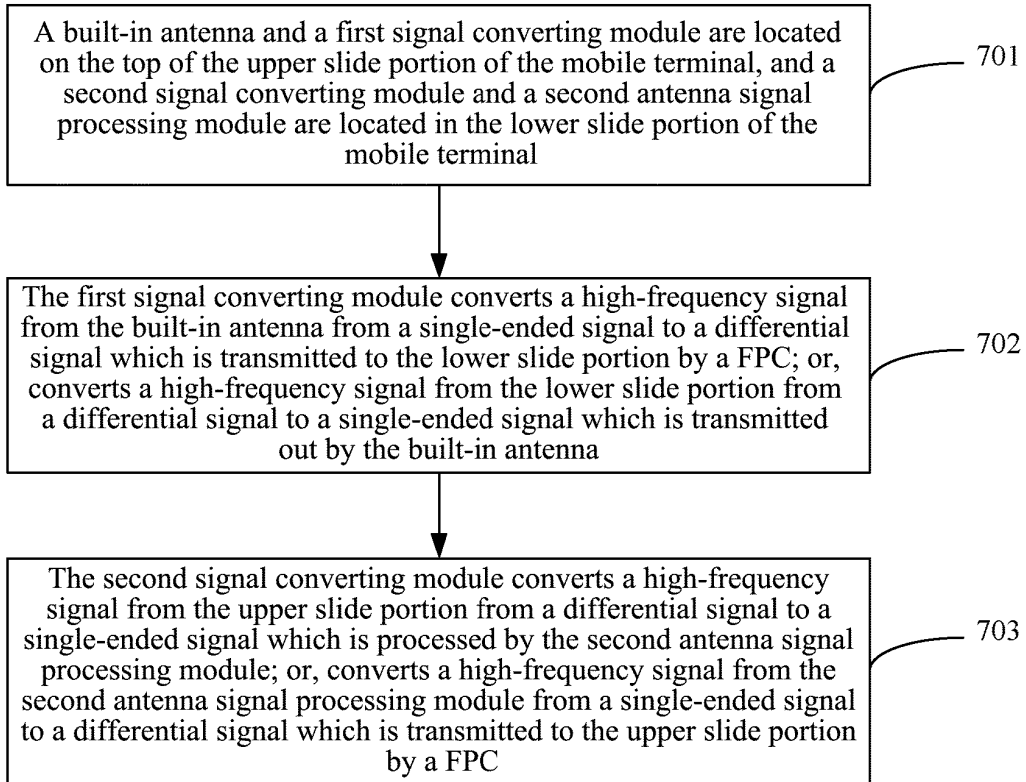 A built-in antenna and a first signal converting module are located
on the top of the upper slide portion of the mobile terminal, and a
second signal converting module and a second antenna signal
processing module are located in the lower slide portion of the
mobile terminal
701
The first signal converting module converts a high-frequency signal
from the built-in antenna from a single-ended signal to a differential
signal which is transmitted to the lower slide portion by a FPC; or,
converts a high-frequency signal from the lower slide portion from
a differential signal to a single-ended signal which is transmitted
out by the built-in antenna
702
The second signal converting module converts a high-frequency
signal from the upper slide portion from a differential signal to a
single-ended signal which is processed by the second antenna signal
processing module; or, converts a high-frequency signal from the
second antenna signal processing module from a single-ended signal
to a differential signal which is transmitted to the upper slide portion
by a FPC
703